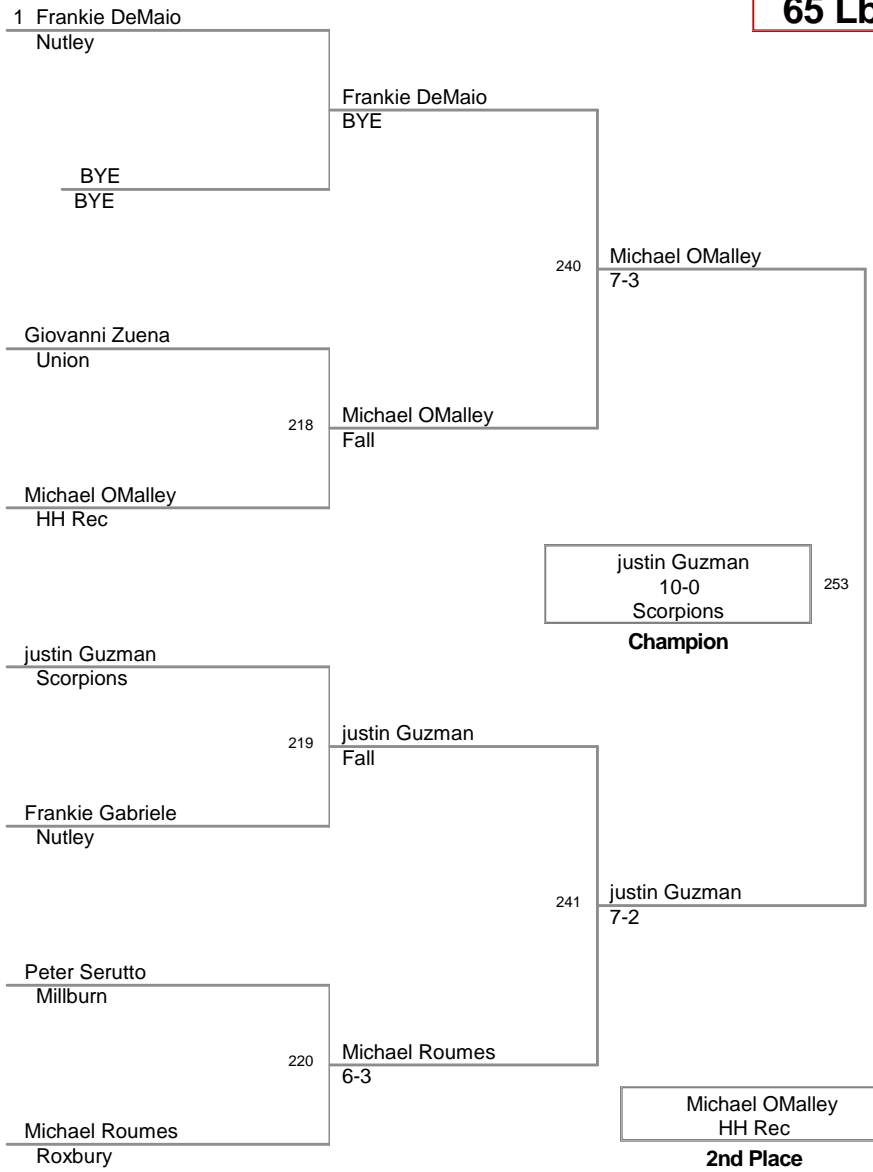 65 Lb
1 Frankie DeMaio
Nutley
Frankie DeMaio
BYE
BYE
BYE
240
Michael OMalley
7-3
Giovanni Zuena
Union
218
Michael OMalley
Fall
Michael OMalley
HH Rec
justin Guzman
10-0
Scorpions
253
Champion
justin Guzman
Scorpions
219
justin Guzman
Fall
Frankie Gabriele
Nutley
241
justin Guzman
7-2
Peter Serutto
Millburn
220
Michael Roumes
6-3
Michael Roumes
Roxbury
Michael OMalley
HH Rec
2nd Place